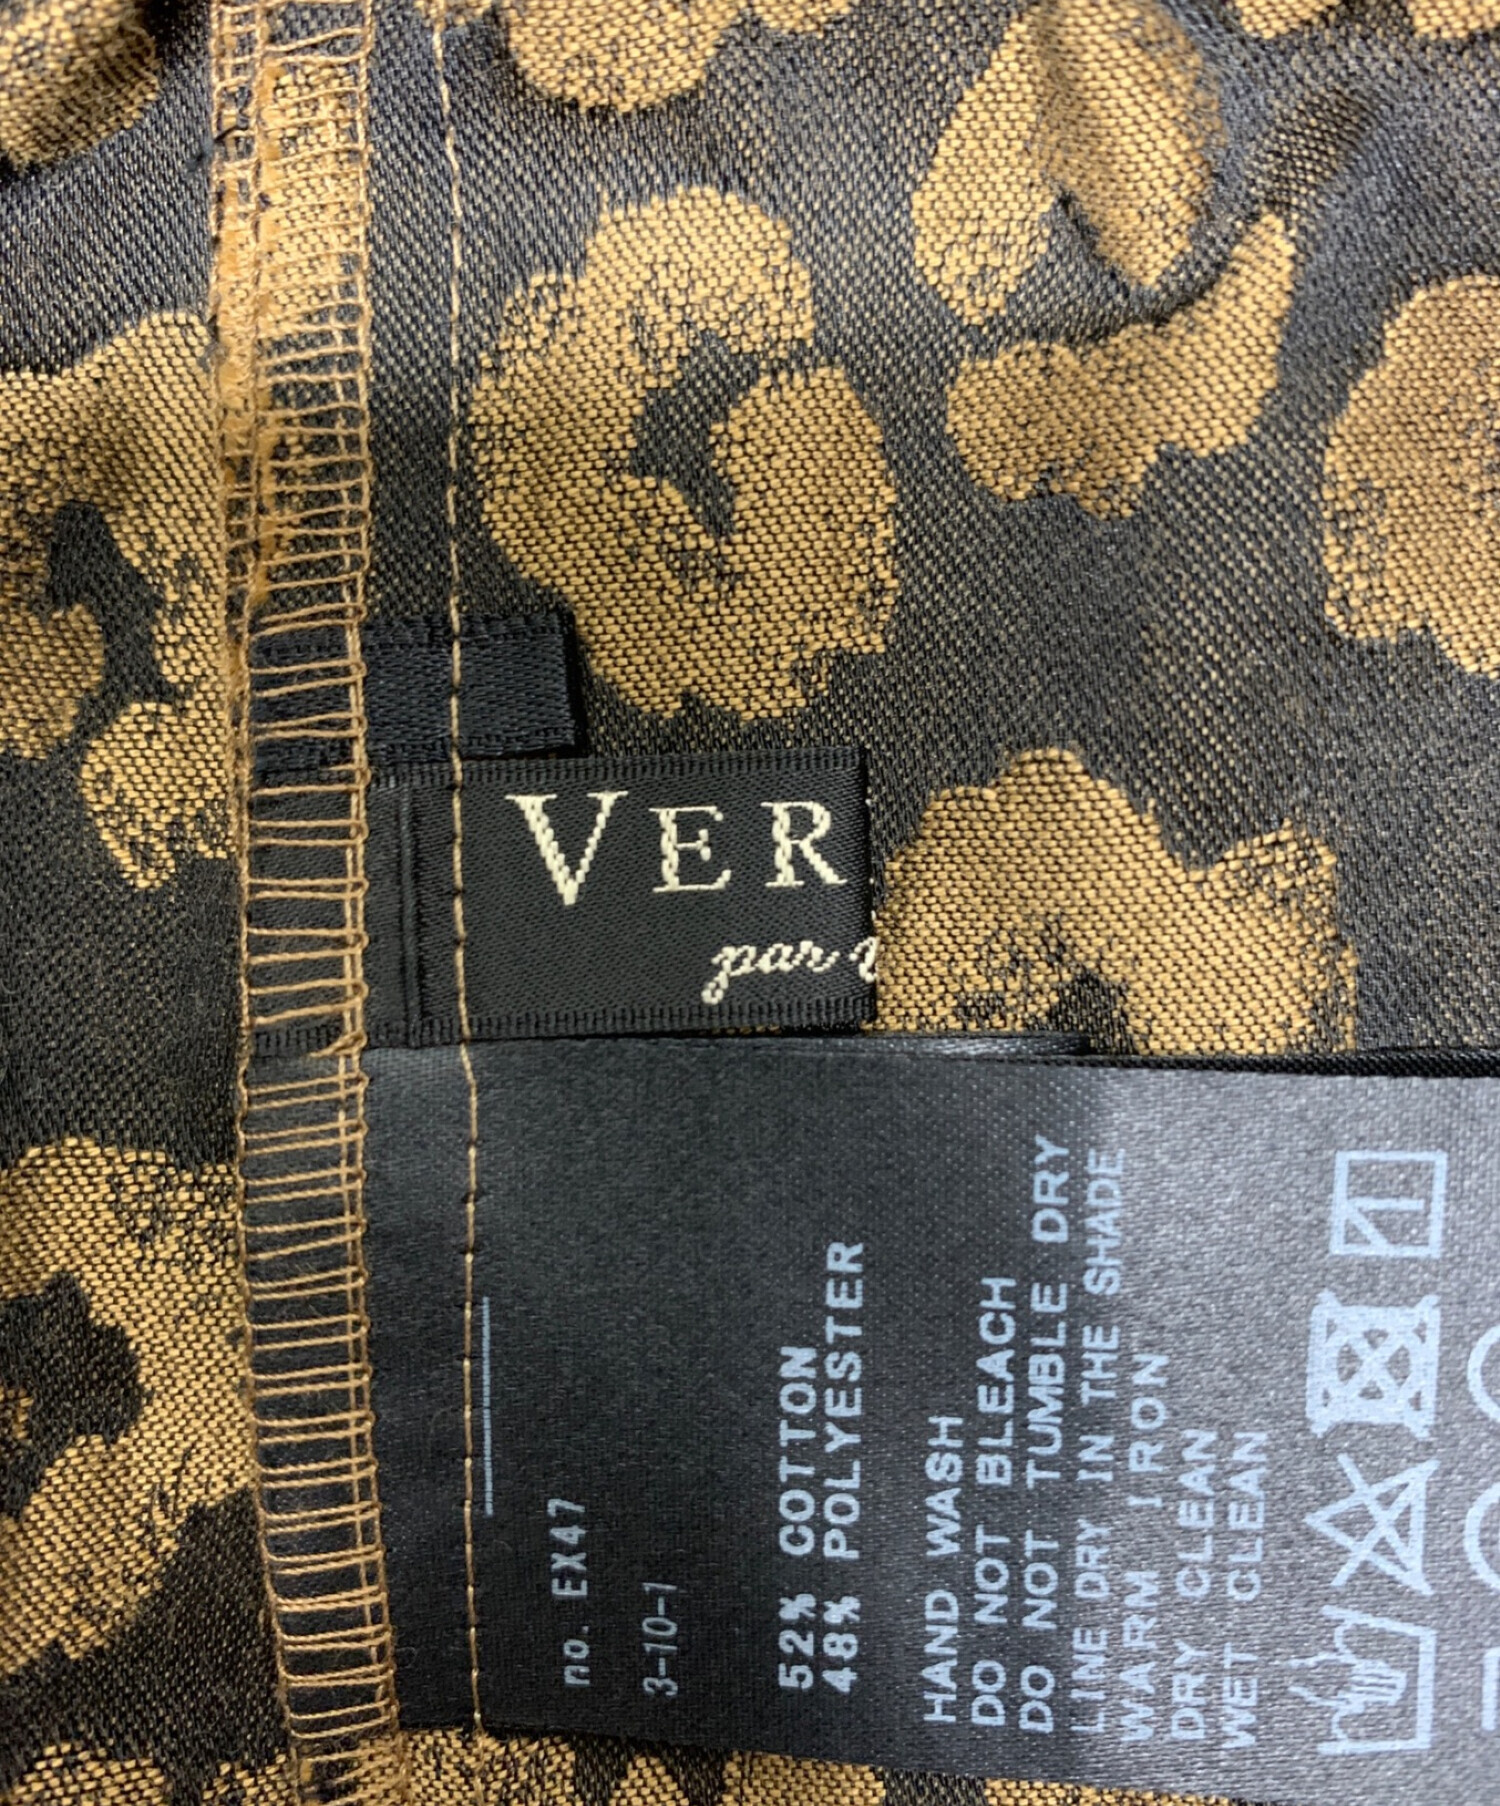 VER
par v
no. EX47
3-10-1
52% COTTON
48% POLYESTER
HAND WASH
DO NOT BLEACH
DO NOT TUMBLE DRY
LINE DRY IN THE SHADE
WARM IRON
DRY CLEAN
WET CLEAN